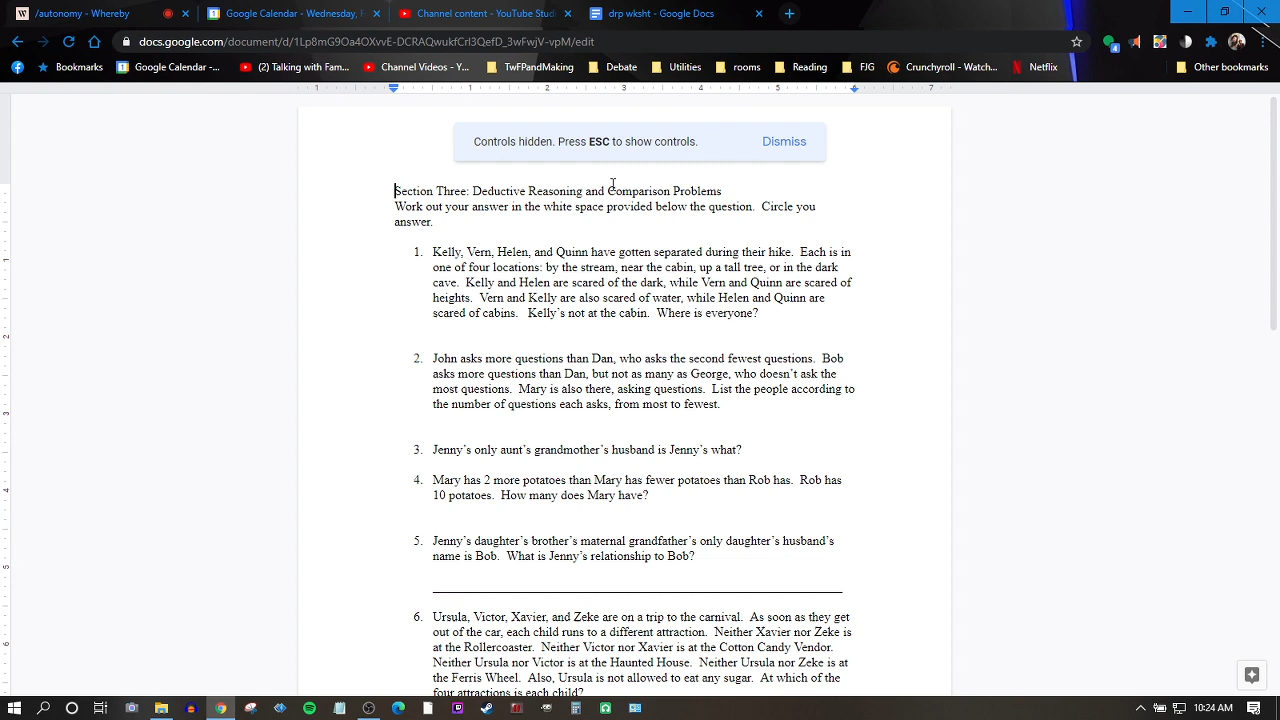 /autonomy - Whereby
Google Calendar - Wednesday, F
Channel content - YouTube Studi
drp wksht - Google Docs
docs.google.com/document/d/1Lp8mG9Oa4OXvvE-DCRAQwukfCrl3QefD_3wFwjV-vpM/edit
Bookmarks
Google Calendar -...
(2) Talking with Fam...
Channel Videos - Y...
TwFPandMaking
Debate
Utilities
rooms
Reading
FJG
Crunchyroll - Watch...
Netflix
Other bookmarks
1 1 2 3 4 5 6 7
Controls hidden. Press ESC to show controls.
Dismiss
Section Three: Deductive Reasoning and Comparison Problems
Work out your answer in the white space provided below the question.  Circle you
answer.
1. Kelly, Vern, Helen, and Quinn have gotten separated during their hike.  Each is in
one of four locations: by the stream, near the cabin, up a tall tree, or in the dark
cave.  Kelly and Helen are scared of the dark, while Vern and Quinn are scared of
heights.  Vern and Kelly are also scared of water, while Helen and Quinn are
scared of cabins.   Kelly's not at the cabin.  Where is everyone?
2. John asks more questions than Dan, who asks the second fewest questions.  Bob
asks more questions than Dan, but not as many as George, who doesn't ask the
most questions.  Mary is also there, asking questions.  List the people according to
the number of questions each asks, from most to fewest.
3. Jenny's only aunt's grandmother's husband is Jenny's what?
4. Mary has 2 more potatoes than Mary has fewer potatoes than Rob has.  Rob has
10 potatoes.  How many does Mary have?
5. Jenny's daughter's brother's maternal grandfather's only daughter's husband's
name is Bob.  What is Jenny's relationship to Bob?
6. Ursula, Victor, Xavier, and Zeke are on a trip to the carnival.  As soon as they get
out of the car, each child runs to a different attraction.  Neither Xavier nor Zeke is
at the Rollercoaster.  Neither Victor nor Xavier is at the Cotton Candy Vendor.
Neither Ursula nor Victor is at the Haunted House.  Neither Ursula nor Zeke is at
the Ferris Wheel.  Also, Ursula is not allowed to eat any sugar.  At which of the
four attractions is each child?
10:24 AM